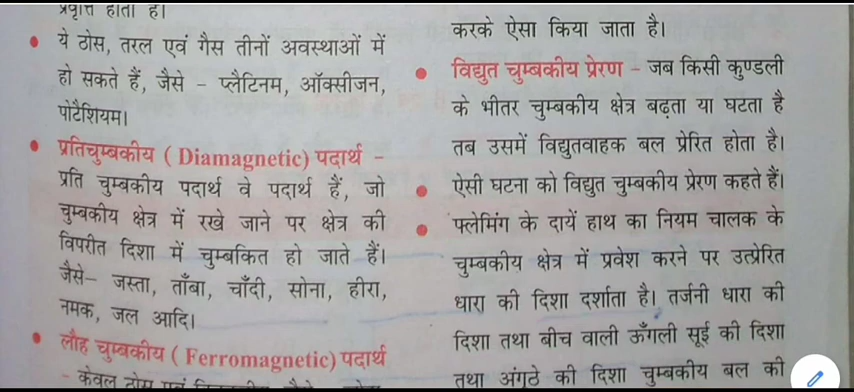 प्रवृत्ति होती है।
• ये ठोस, तरल एवं गैस तीनों अवस्थाओं में
हो सकते हैं, जैसे – प्लैटिनम, ऑक्सीजन,
पोटैशियम।
• प्रतिचुम्बकीय ( Diamagnetic) पदार्थ –
प्रति चुम्बकीय पदार्थ वे पदार्थ हैं, जो
चुम्बकीय क्षेत्र में रखे जाने पर क्षेत्र की
विपरीत दिशा में चुम्बकित हो जाते हैं।
जैसे– जस्ता, ताँबा, चाँदी, सोना, हीरा,
नमक, जल आदि।
• लौह चुम्बकीय ( Ferromagnetic) पदार्थ
– केवल ठोस एवं
करके ऐसा किया जाता है।
• विद्युत चुम्बकीय प्रेरण – जब किसी कुण्डली
के भीतर चुम्बकीय क्षेत्र बढ़ता या घटता है
तब उसमें विद्युतवाहक बल प्रेरित होता है।
• ऐसी घटना को विद्युत चुम्बकीय प्रेरण कहते हैं।
• फ्लेमिंग के दायें हाथ का नियम चालक के
चुम्बकीय क्षेत्र में प्रवेश करने पर उत्प्रेरित
धारा की दिशा दर्शाता है। तर्जनी धारा की
दिशा तथा बीच वाली ऊँगली सूई की दिशा
तथा अंगूठे की दिशा चुम्बकीय बल की